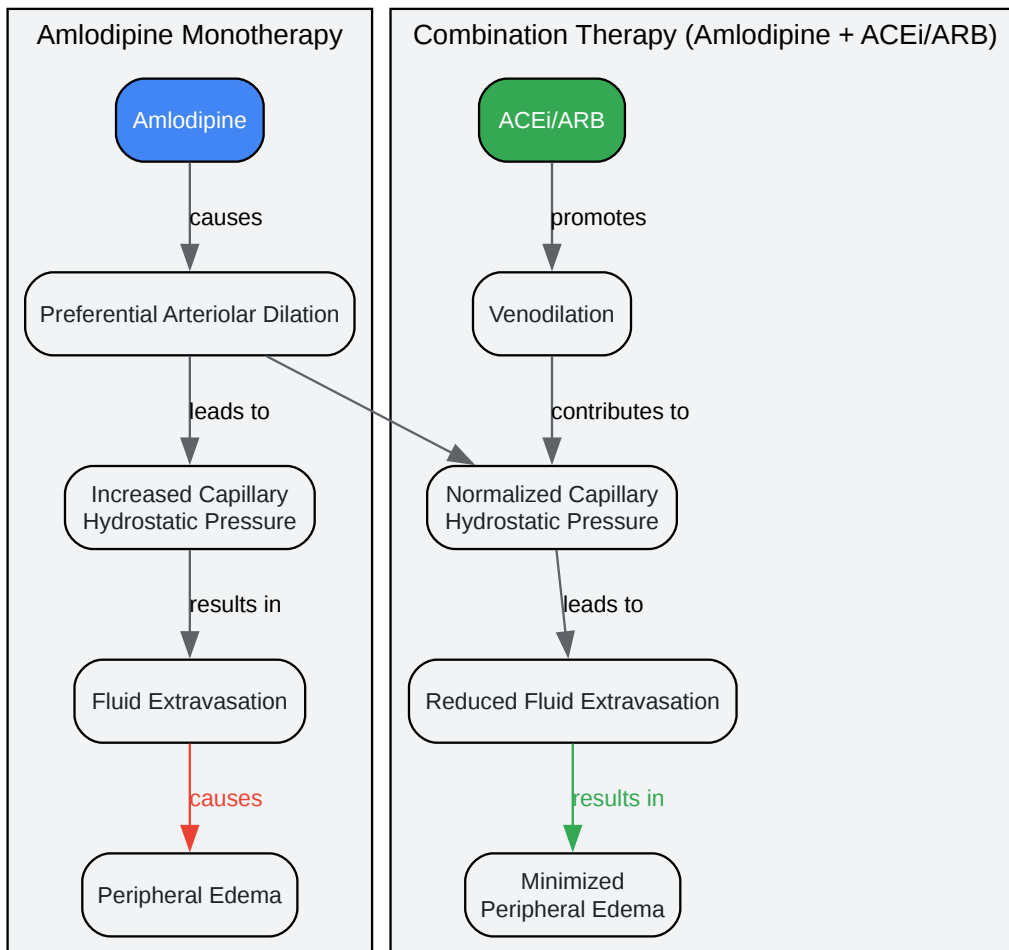 Amlodipine Monotherapy
Amlodipine
causes
Preferential Arteriolar Dilation
leads to
Increased Capillary
Hydrostatic Pressure
results in
Fluid Extravasation
causes
Peripheral Edema
Combination Therapy (Amlodipine + ACEi/ARB)
ACEi/ARB
promotes
Venodilation
contributes to
Normalized Capillary
Hydrostatic Pressure
leads to
Reduced Fluid Extravasation
results in
Minimized
Peripheral Edema